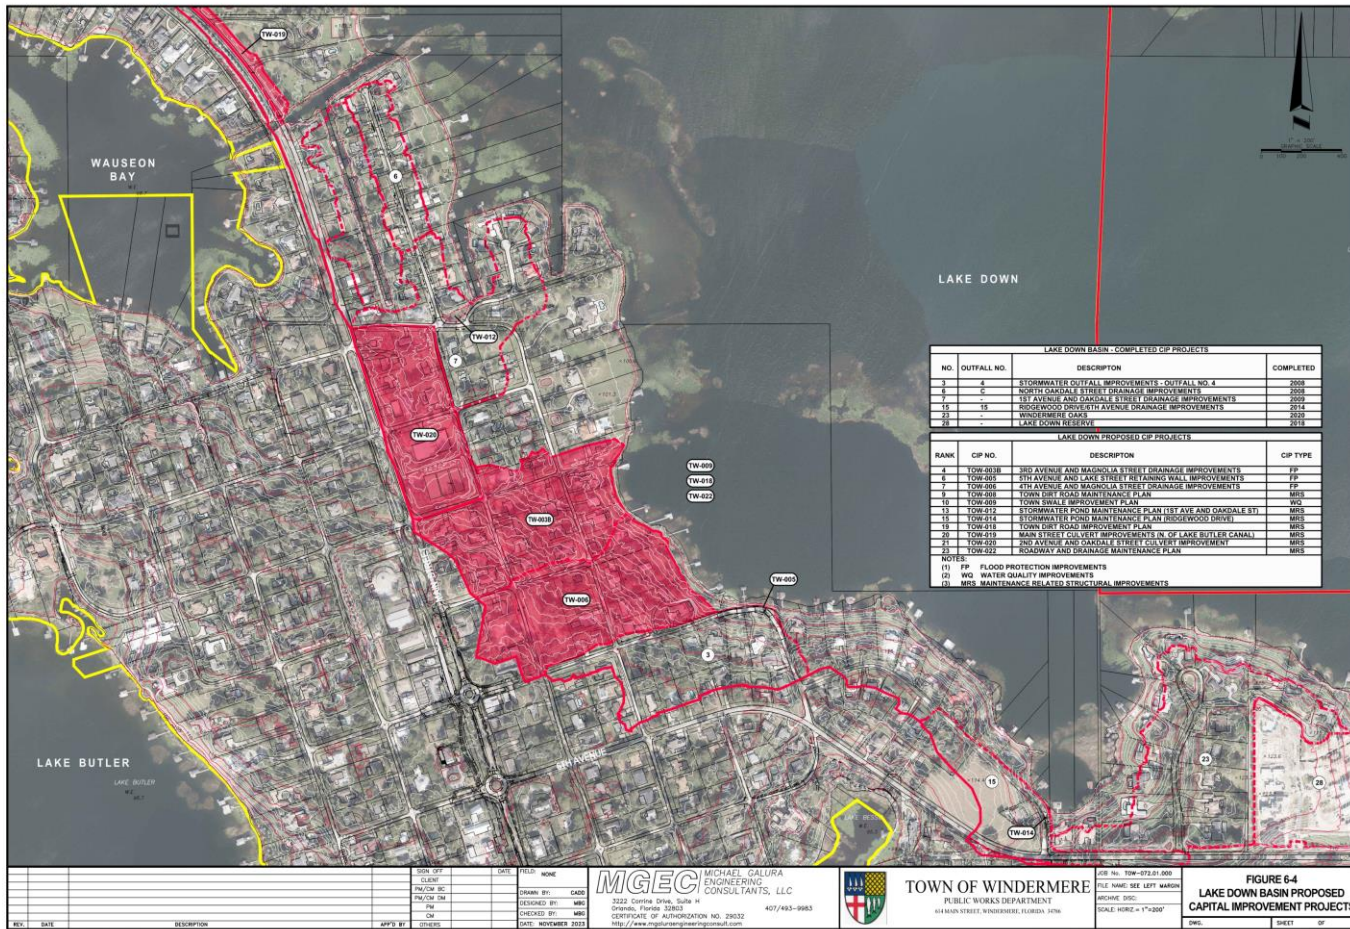 TW-019
WAUSEON
BAY
6
LAKE DOWN
TW-012
7
TW-020
TW-009
TW-018
TW-022
TW-003B
TW-006
TW-005
3
LAKE BUTLER
LAKE BUTLER
5TH AVENUE
15
TW-014
23
28
GRAPHIC SCALE
LAKE DOWN BASIN - COMPLETED CIP PROJECTS
NO. OUTFALL NO. DESCRIPTON COMPLETED
3 4 STORMWATER OUTFALL IMPROVEMENTS - OUTFALL NO. 4 2008
6 C NORTH OAKDALE STREET DRAINAGE IMPROVEMENTS 2008
7 - 1ST AVENUE AND OAKDALE STREET DRAINAGE IMPROVEMENTS 2009
15 15 RIDGEWOOD DRIVE/6TH AVENUE DRAINAGE IMPROVEMENTS 2014
23 - WINDERMERE OAKS 2020
28 - LAKE DOWN RESERVE 2018
LAKE DOWN PROPOSED CIP PROJECTS
RANK CIP NO. DESCRIPTON CIP TYPE
4 TOW-003B 3RD AVENUE AND MAGNOLIA STREET DRAINAGE IMPROVEMENTS FP
6 TOW-005 5TH AVENUE AND LAKE STREET RETAINING WALL IMPROVEMENTS FP
7 TOW-006 4TH AVENUE AND MAGNOLIA STREET DRAINAGE IMPROVEMENTS FP
9 TOW-008 TOWN DIRT ROAD MAINTENANCE PLAN MRS
10 TOW-009 TOWN SWALE IMPROVEMENT PLAN WQ
13 TOW-012 STORMWATER POND MAINTENANCE PLAN (1ST AVE AND OAKDALE ST) MRS
15 TOW-014 STORMWATER POND MAINTENANCE PLAN (RIDGEWOOD DRIVE) MRS
19 TOW-018 TOWN DIRT ROAD IMPROVEMENT PLAN MRS
20 TOW-019 MAIN STREET CULVERT IMPROVEMENTS (N. OF LAKE BUTLER CANAL) MRS
21 TOW-020 2ND AVENUE AND OAKDALE STREET CULVERT IMPROVEMENT MRS
23 TOW-022 ROADWAY AND DRAINAGE MAINTENANCE PLAN MRS
NOTES:
(1) FP FLOOD PROTECTION IMPROVEMENTS
(2) WQ WATER QUALITY IMPROVEMENTS
(3) MRS MAINTENANCE RELATED STRUCTURAL IMPROVEMENTS
REV. DATE DESCRIPTION APP'D BY
SIGN OFF DATE
CLIENT
PM/CM BC
PM/CM DM
PM
CM
OTHERS
FIELD: NONE
DRAWN BY: CADD
DESIGNED BY: MBG
CHECKED BY: MBG
DATE: NOVEMBER 2023
MGEC MICHAEL GALURA
ENGINEERING
CONSULTANTS, LLC
3222 Corrine Drive, Suite H
Orlando, Florida 32803 407/493-9983
CERTIFICATE OF AUTHORIZATION NO. 29032
http://www.mgaluraengineeringconsult.com
TOWN OF WINDERMERE
PUBLIC WORKS DEPARTMENT
614 MAIN STREET, WINDERMERE, FLORIDA 34786
JOB No. TOW-072.01.000
FILE NAME: SEE LEFT MARGIN
ARCHIVE DISC:
SCALE: HORIZ.= 1"=200'
FIGURE 6-4
LAKE DOWN BASIN PROPOSED
CAPITAL IMPROVEMENT PROJECTS
DWG. SHEET OF